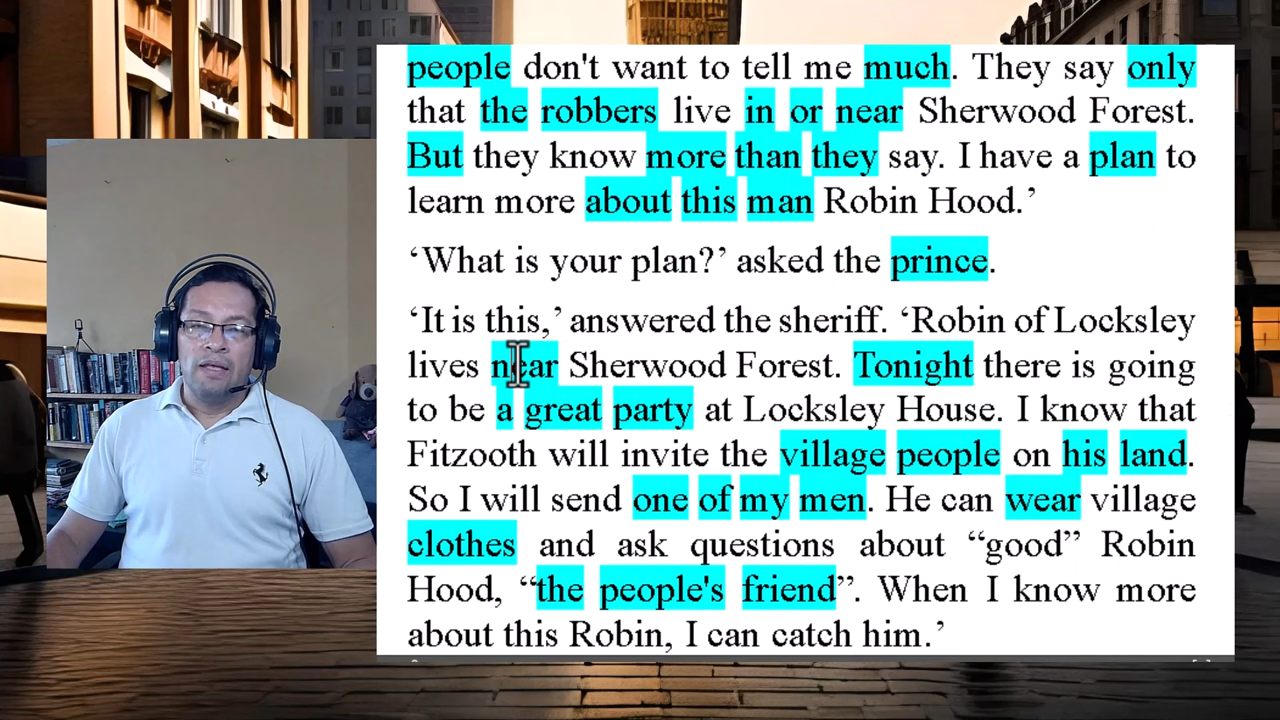 people don't want to tell me much. They say only
that the robbers live in or near Sherwood Forest.
But they know more than they say. I have a plan to
learn more about this man Robin Hood.’
‘What is your plan?’ asked the prince.
‘It is this,’ answered the sheriff. ‘Robin of Locksley
lives near Sherwood Forest. Tonight there is going
to be a great party at Locksley House. I know that
Fitzooth will invite the village people on his land.
So I will send one of my men. He can wear village
clothes and ask questions about “good” Robin
Hood, “the people's friend”. When I know more
about this Robin, I can catch him.’